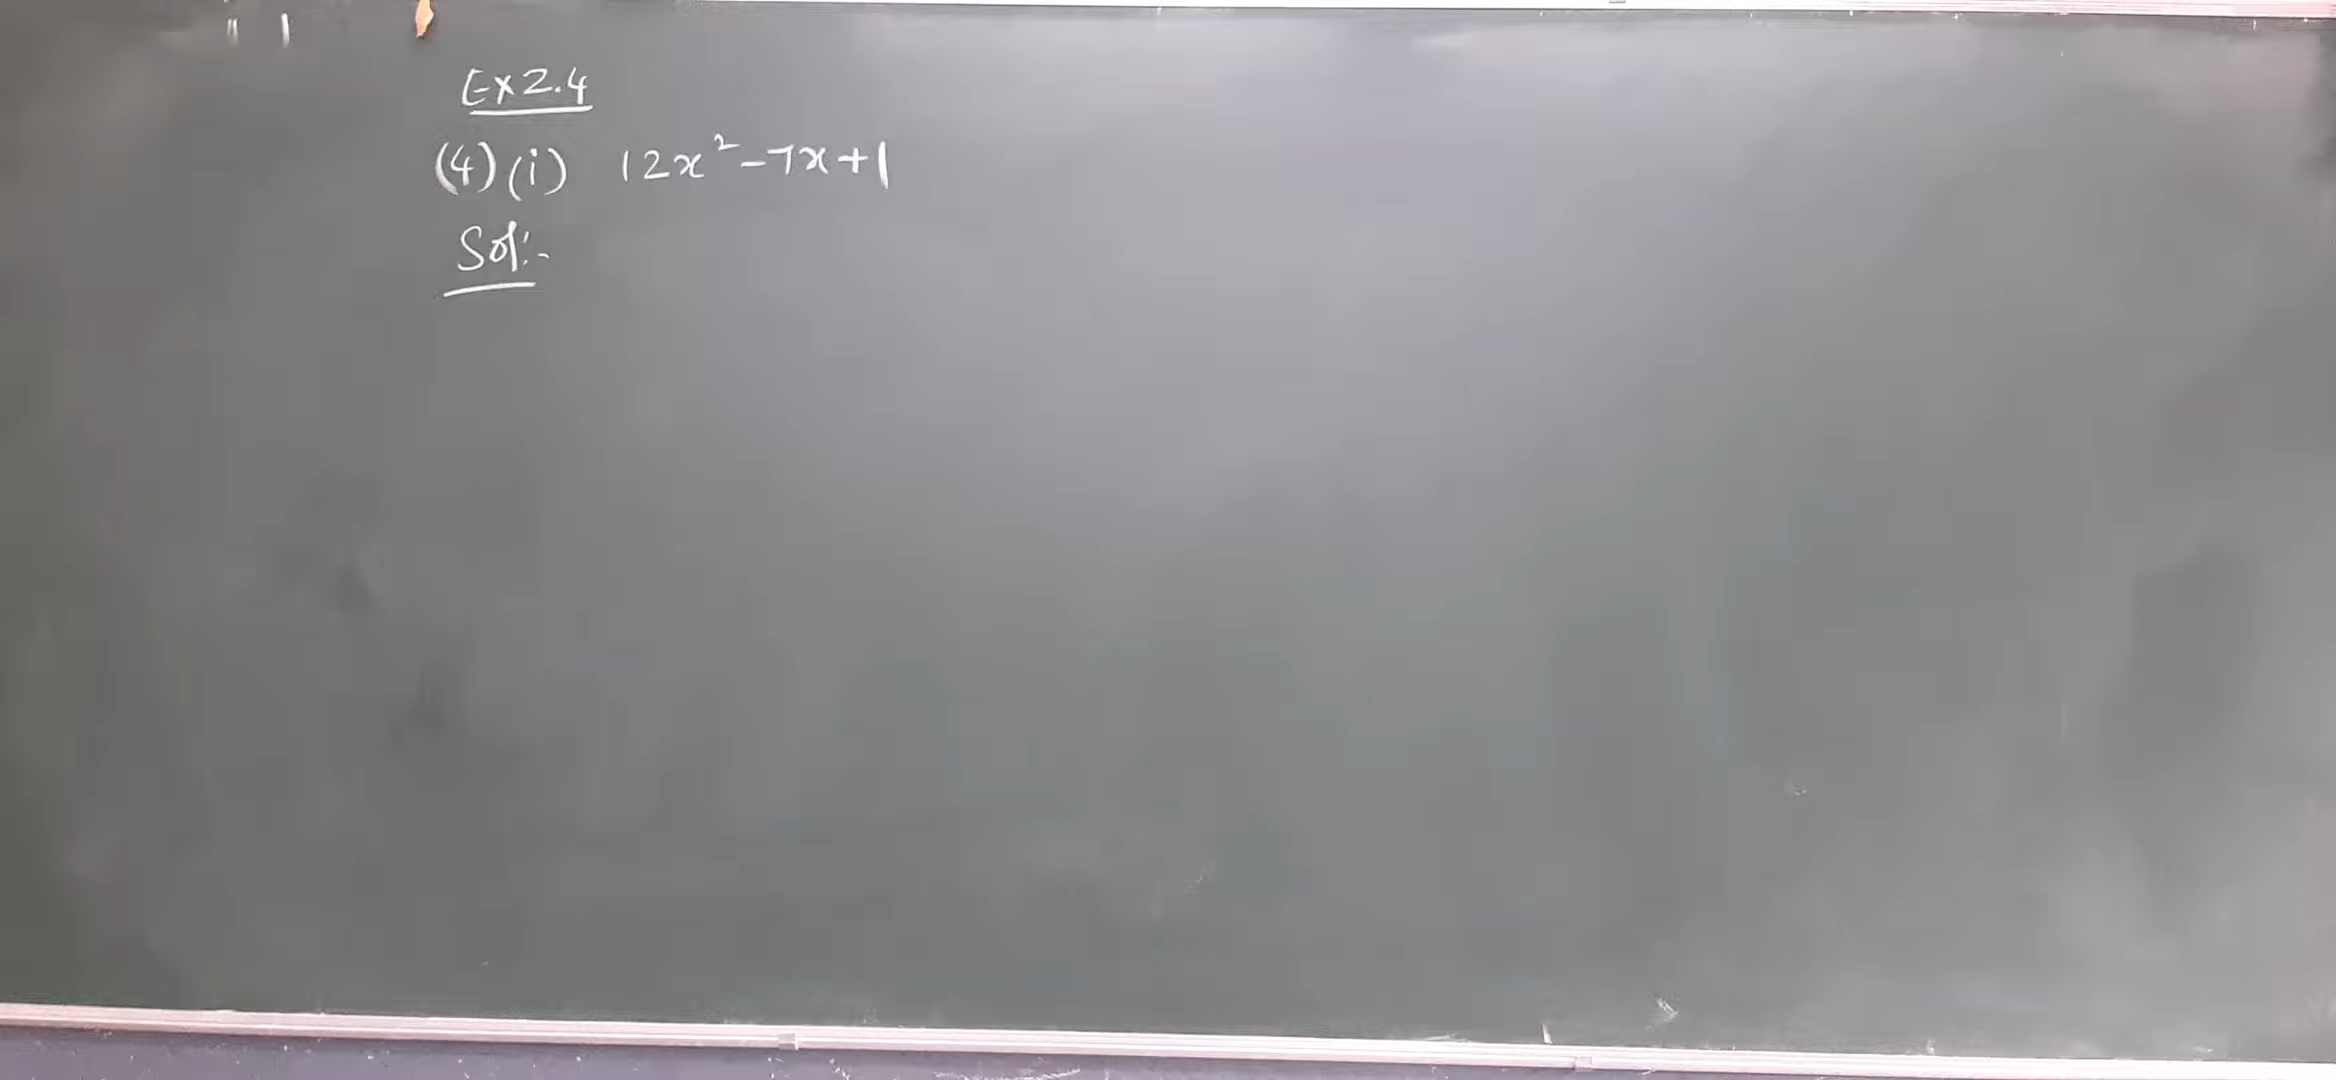 Ex 2.4
(4) (i) 12x² - 7x + 1
Sol:-